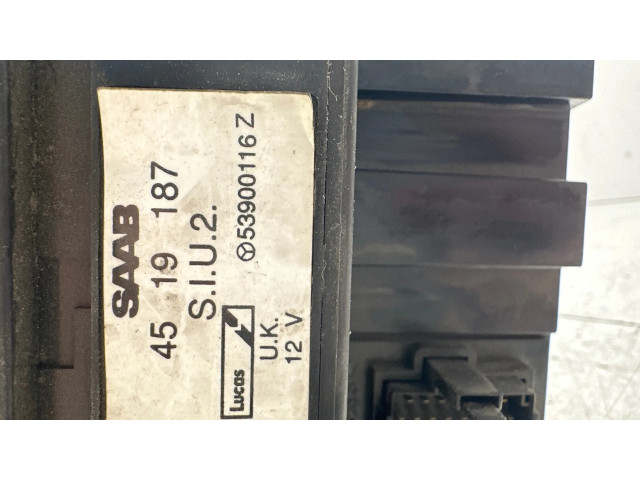 SAAB
45 19 187
S.I.U.2.
53900116 Z
Lucas
U.K.
12 V